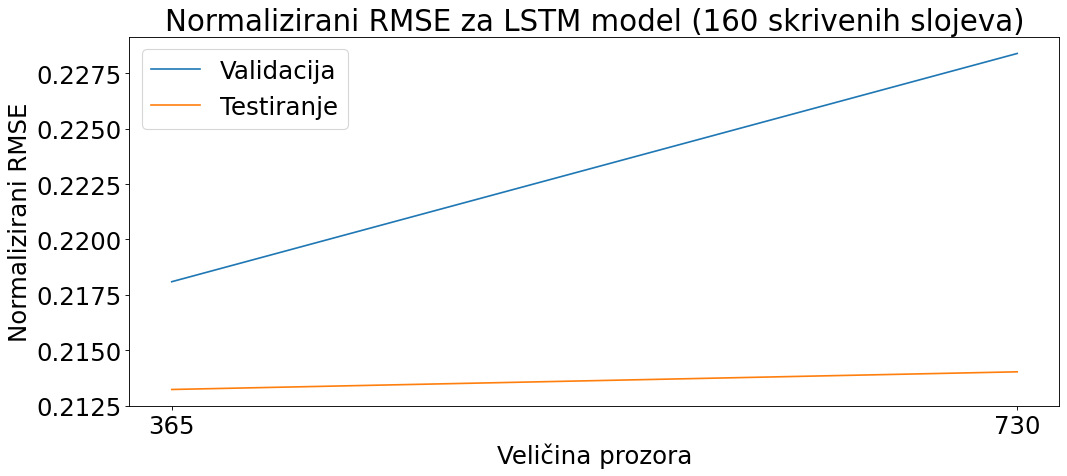 Normalizirani RMSE za LSTM model (160 skrivenih slojeva)
Validacija
Testiranje
Normalizirani RMSE
0.2275
0.2250
0.2225
0.2200
0.2175
0.2150
0.2125
365
730
Veličina prozora